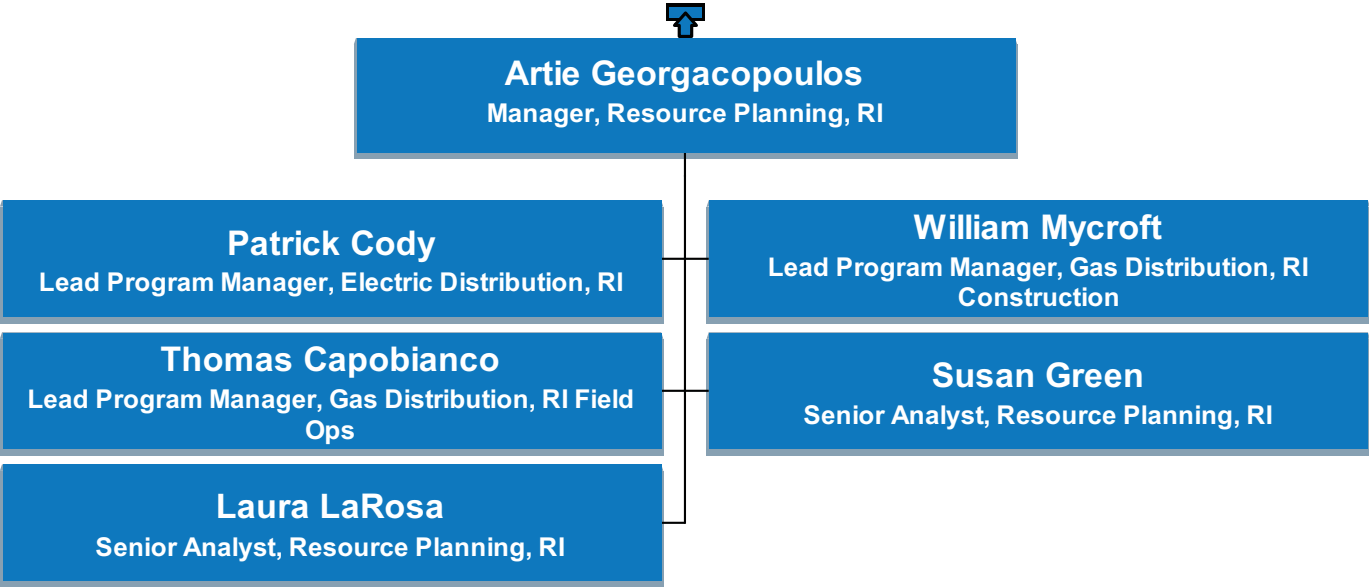 Artie Georgacopoulos
Manager, Resource Planning, RI
Patrick Cody
Lead Program Manager, Electric Distribution, RI
William Mycroft
Lead Program Manager, Gas Distribution, RI
Construction
Thomas Capobianco
Lead Program Manager, Gas Distribution, RI Field
Ops
Susan Green
Senior Analyst, Resource Planning, RI
Laura LaRosa
Senior Analyst, Resource Planning, RI